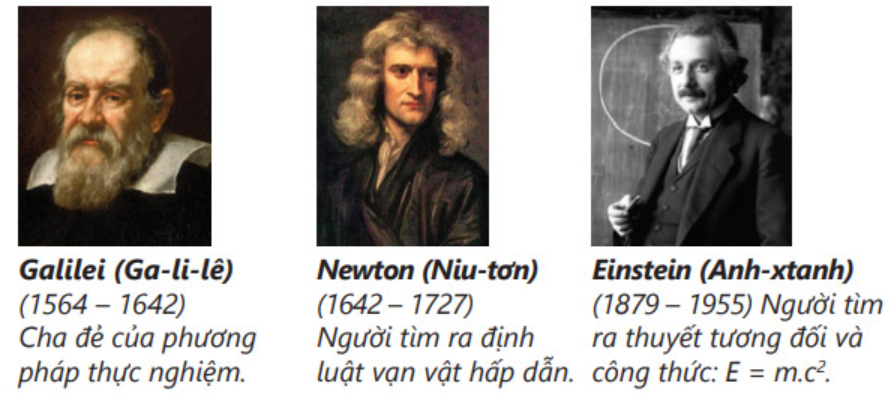 Galilei (Ga-li-lê)
(1564 – 1642)
Cha đẻ của phương
pháp thực nghiệm.
Newton (Niu-tơn)
(1642 – 1727)
Người tìm ra định
luật vạn vật hấp dẫn.
Einstein (Anh-xtanh)
(1879 – 1955) Người tìm
ra thuyết tương đối và
công thức: E = m.c².